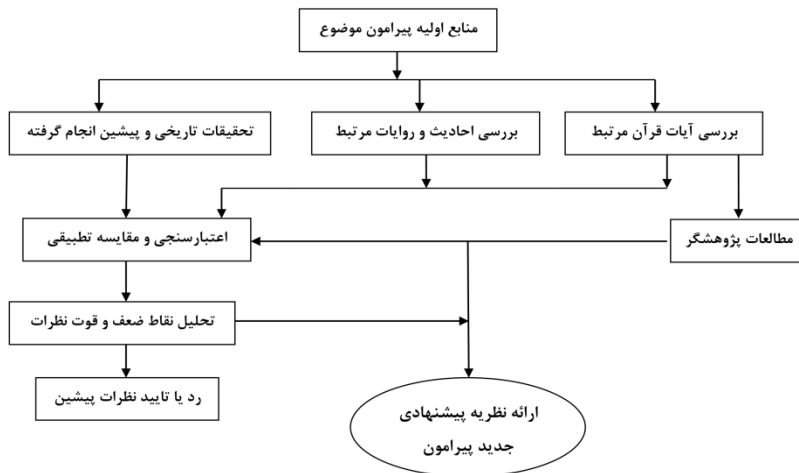 منابع اولیه پیرامون موضوع
بررسی آیات قرآن مرتبط
بررسی احادیث و روایات مرتبط
تحقیقات تاریخی و پیشین انجام گرفته
مطالعات پژوهشگر
اعتبارسنجی و مقایسه تطبیقی
تحلیل نقاط ضعف و قوت نظرات
رد یا تایید نظرات پیشین
ارائه نظریه پیشنهادی
جدید پیرامون